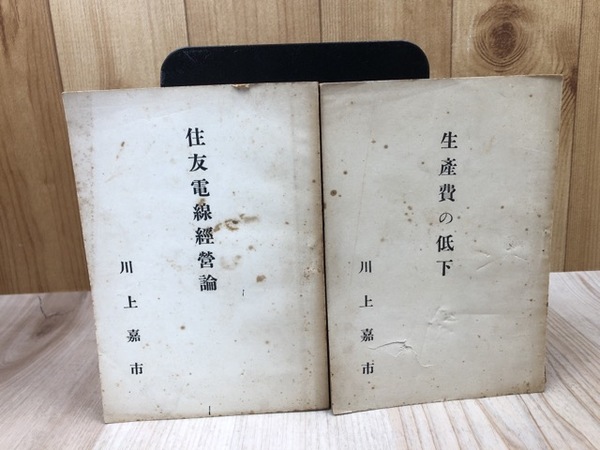 住友電線經營論
川上嘉市
生產費の低下
川上嘉市